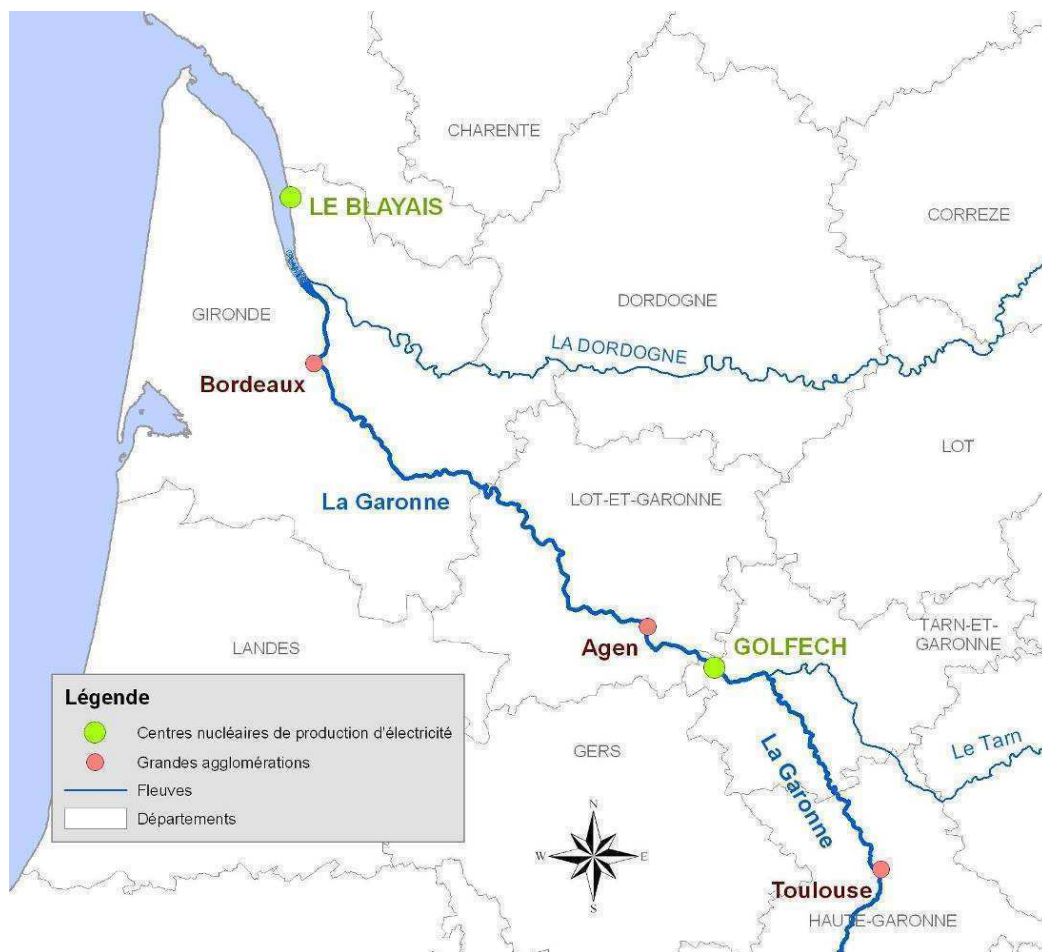 CHARENTE
LE BLAYAIS
CORREZE
GIRONDE
DORDOGNE
LA DORDOGNE
Bordeaux
LOT
La Garonne
LOT-ET-GARONNE
LANDES
Agen
GOLFECH
TARN-ET-
GARONNE
Légende
Centres nucléaires de production d'électricité
Grandes agglomérations
Fleuves
Départements
GERS
La Garonne
Le Tarn
N
W
E
S
Toulouse
HAUTE-GARONNE